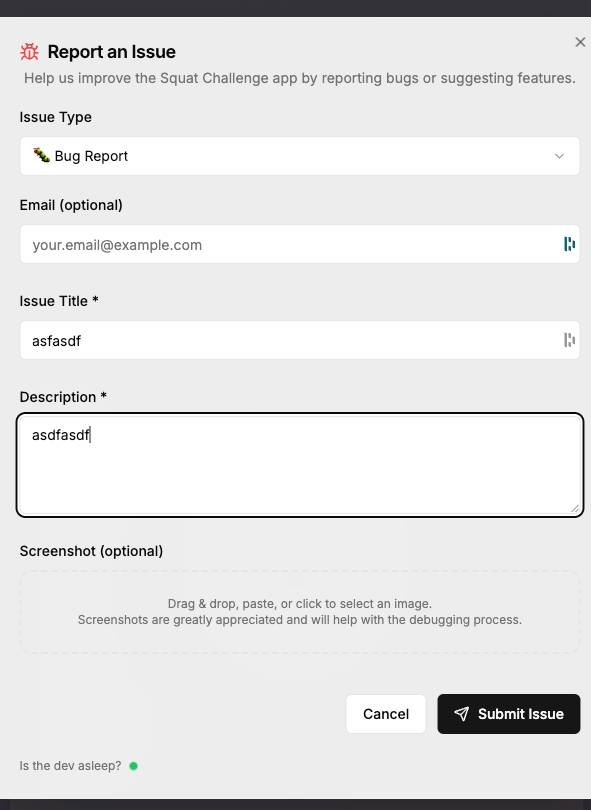 Report an Issue
Help us improve the Squat Challenge app by reporting bugs or suggesting features.
Issue Type
Bug Report
Email (optional)
your.email@example.com
Issue Title *
asfasdf
Description *
asdfasdf
Screenshot (optional)
Drag & drop, paste, or click to select an image.
Screenshots are greatly appreciated and will help with the debugging process.
Cancel
Submit Issue
Is the dev asleep?